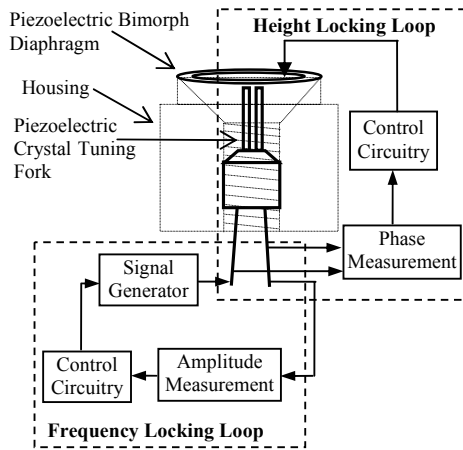 Piezoelectric Bimorph
Diaphragm
Housing
Piezoelectric
Crystal Tuning
Fork
Height Locking Loop
Control
Circuitry
Phase
Measurement
Signal
Generator
Control
Circuitry
Amplitude
Measurement
Frequency Locking Loop